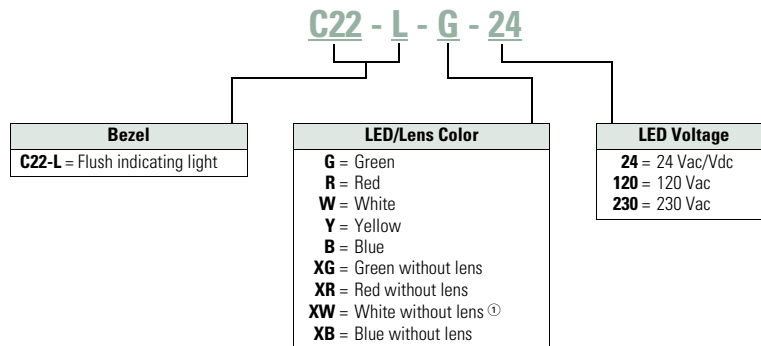 C22 - L - G - 24
Bezel
C22-L = Flush indicating light
LED/Lens Color
G = Green
R = Red
W = White
Y = Yellow
B = Blue
XG = Green without lens
XR = Red without lens
XW = White without lens ①
XB = Blue without lens
LED Voltage
24 = 24 Vac/Vdc
120 = 120 Vac
230 = 230 Vac